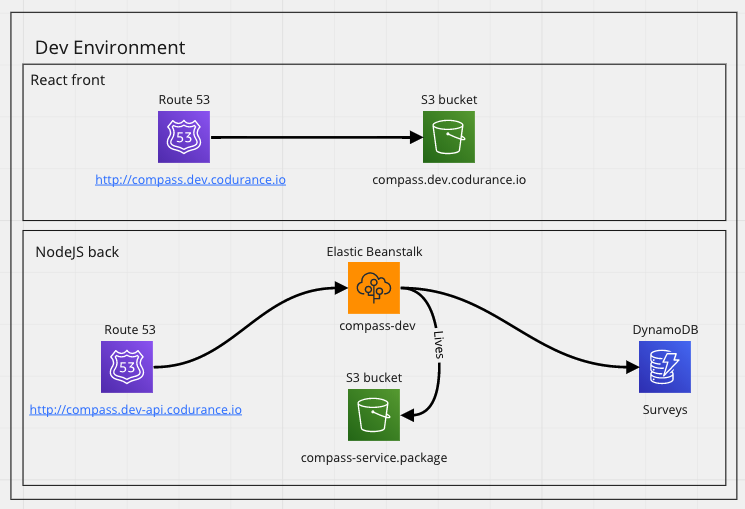 Dev Environment
React front
Route 53
S3 bucket
53
http://compass.dev.codurance.io
compass.dev.codurance.io
NodeJS back
Elastic Beanstalk
compass-dev
Route 53
DynamoDB
Lives
53
S3 bucket
http://compass.dev-api.codurance.io
Surveys
compass-service.package